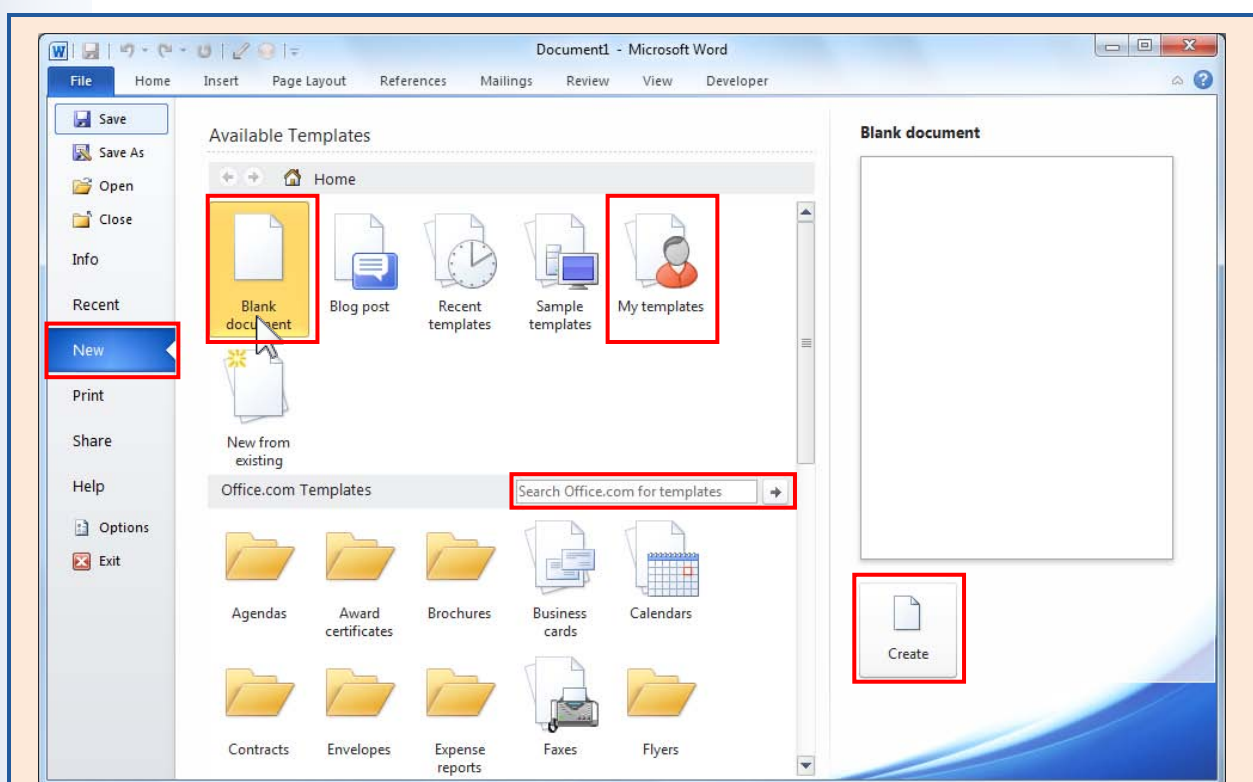 W
Document1 - Microsoft Word
File Home Insert Page Layout References Mailings Review View Developer
Save
Save As
Open
Close
Info
Recent
New
Print
Share
Help
Options
Exit
Available Templates
Home
Blank document
Blog post
Recent templates
Sample templates
My templates
New from existing
Office.com Templates
Search Office.com for templates
Agendas
Award certificates
Brochures
Business cards
Calendars
Contracts
Envelopes
Expense reports
Faxes
Flyers
Blank document
Create